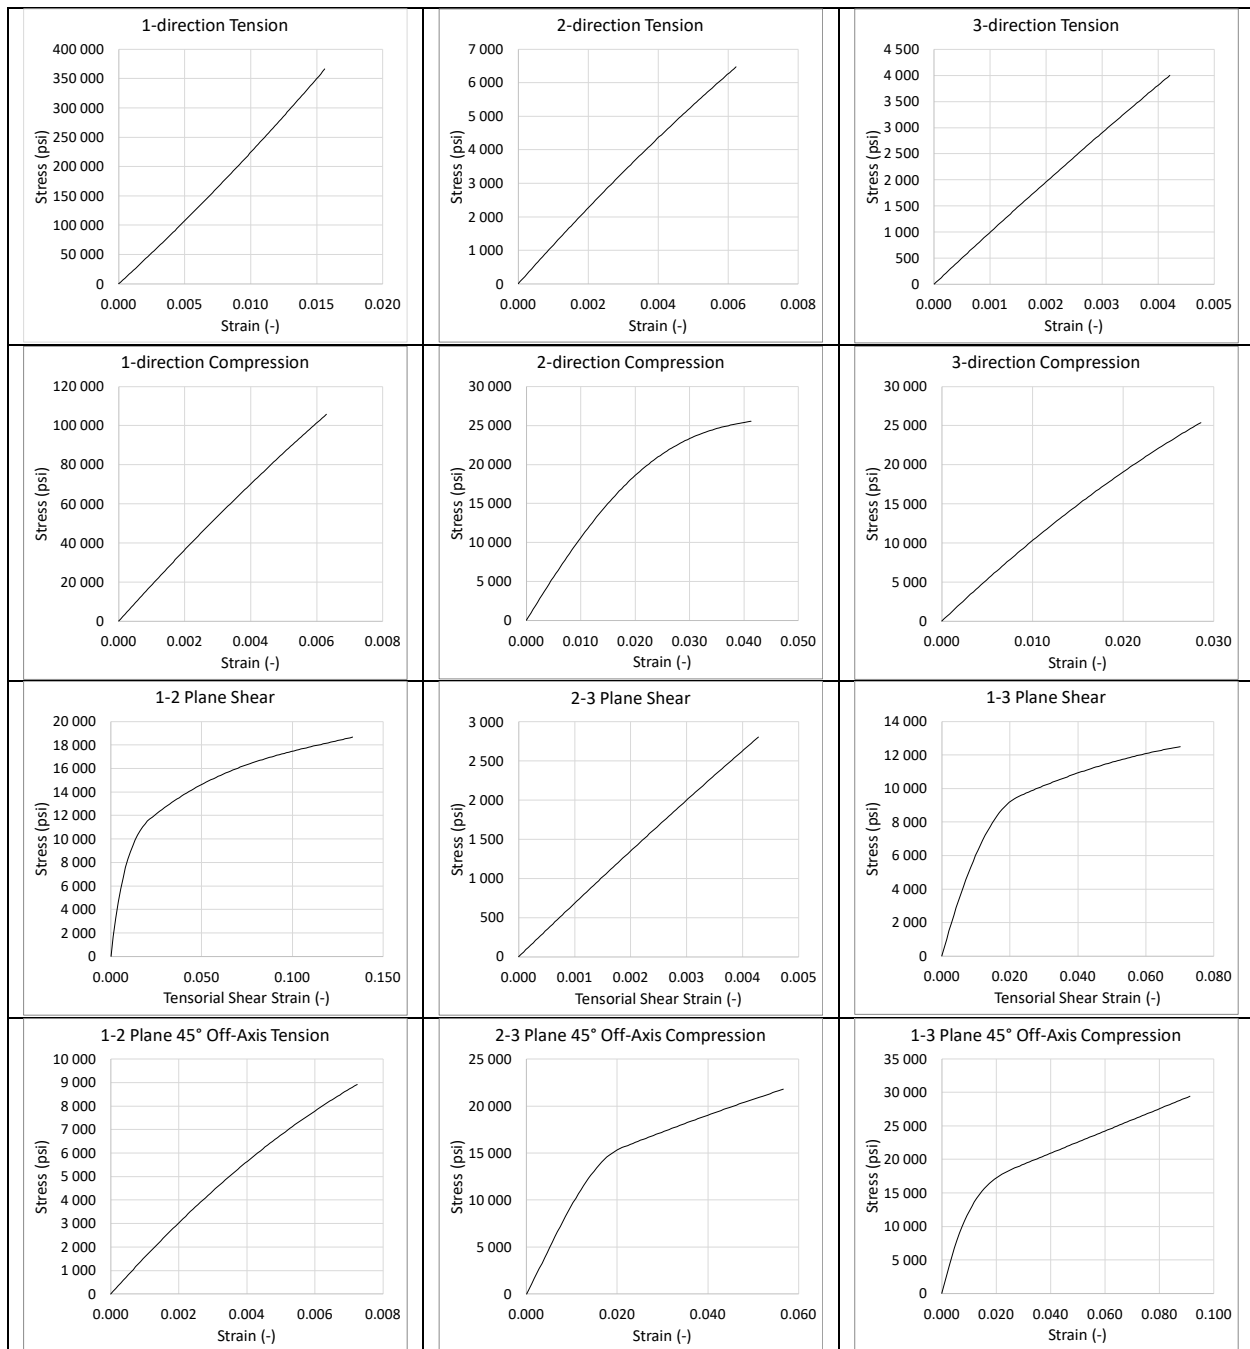 1-direction Tension
400 000
350 000
300 000
250 000
200 000
150 000
100 000
50 000
0
Stress (psi)
0.000 0.005 0.010 0.015 0.020
Strain (-)
2-direction Tension
7 000
6 000
5 000
4 000
3 000
2 000
1 000
0
Stress (psi)
0.000 0.002 0.004 0.006 0.008
Strain (-)
3-direction Tension
4 500
4 000
3 500
3 000
2 500
2 000
1 500
1 000
500
0
Stress (psi)
0.000 0.001 0.002 0.003 0.004 0.005
Strain (-)
1-direction Compression
120 000
100 000
80 000
60 000
40 000
20 000
0
Stress (psi)
0.000 0.002 0.004 0.006 0.008
Strain (-)
2-direction Compression
30 000
25 000
20 000
15 000
10 000
5 000
0
Stress (psi)
0.000 0.010 0.020 0.030 0.040 0.050
Strain (-)
3-direction Compression
30 000
25 000
20 000
15 000
10 000
5 000
0
Stress (psi)
0.000 0.010 0.020 0.030
Strain (-)
1-2 Plane Shear
20 000
18 000
16 000
14 000
12 000
10 000
8 000
6 000
4 000
2 000
0
Stress (psi)
0.000 0.050 0.100 0.150
Tensorial Shear Strain (-)
2-3 Plane Shear
3 000
2 500
2 000
1 500
1 000
500
0
Stress (psi)
0.000 0.001 0.002 0.003 0.004 0.005
Tensorial Shear Strain (-)
1-3 Plane Shear
14 000
12 000
10 000
8 000
6 000
4 000
2 000
0
Stress (psi)
0.000 0.020 0.040 0.060 0.080
Tensorial Shear Strain (-)
1-2 Plane 45° Off-Axis Tension
10 000
9 000
8 000
7 000
6 000
5 000
4 000
3 000
2 000
1 000
0
Stress (psi)
0.000 0.002 0.004 0.006 0.008
Strain (-)
2-3 Plane 45° Off-Axis Compression
25 000
20 000
15 000
10 000
5 000
0
Stress (psi)
0.000 0.020 0.040 0.060
Strain (-)
1-3 Plane 45° Off-Axis Compression
35 000
30 000
25 000
20 000
15 000
10 000
5 000
0
Stress (psi)
0.000 0.020 0.040 0.060 0.080 0.100
Strain (-)